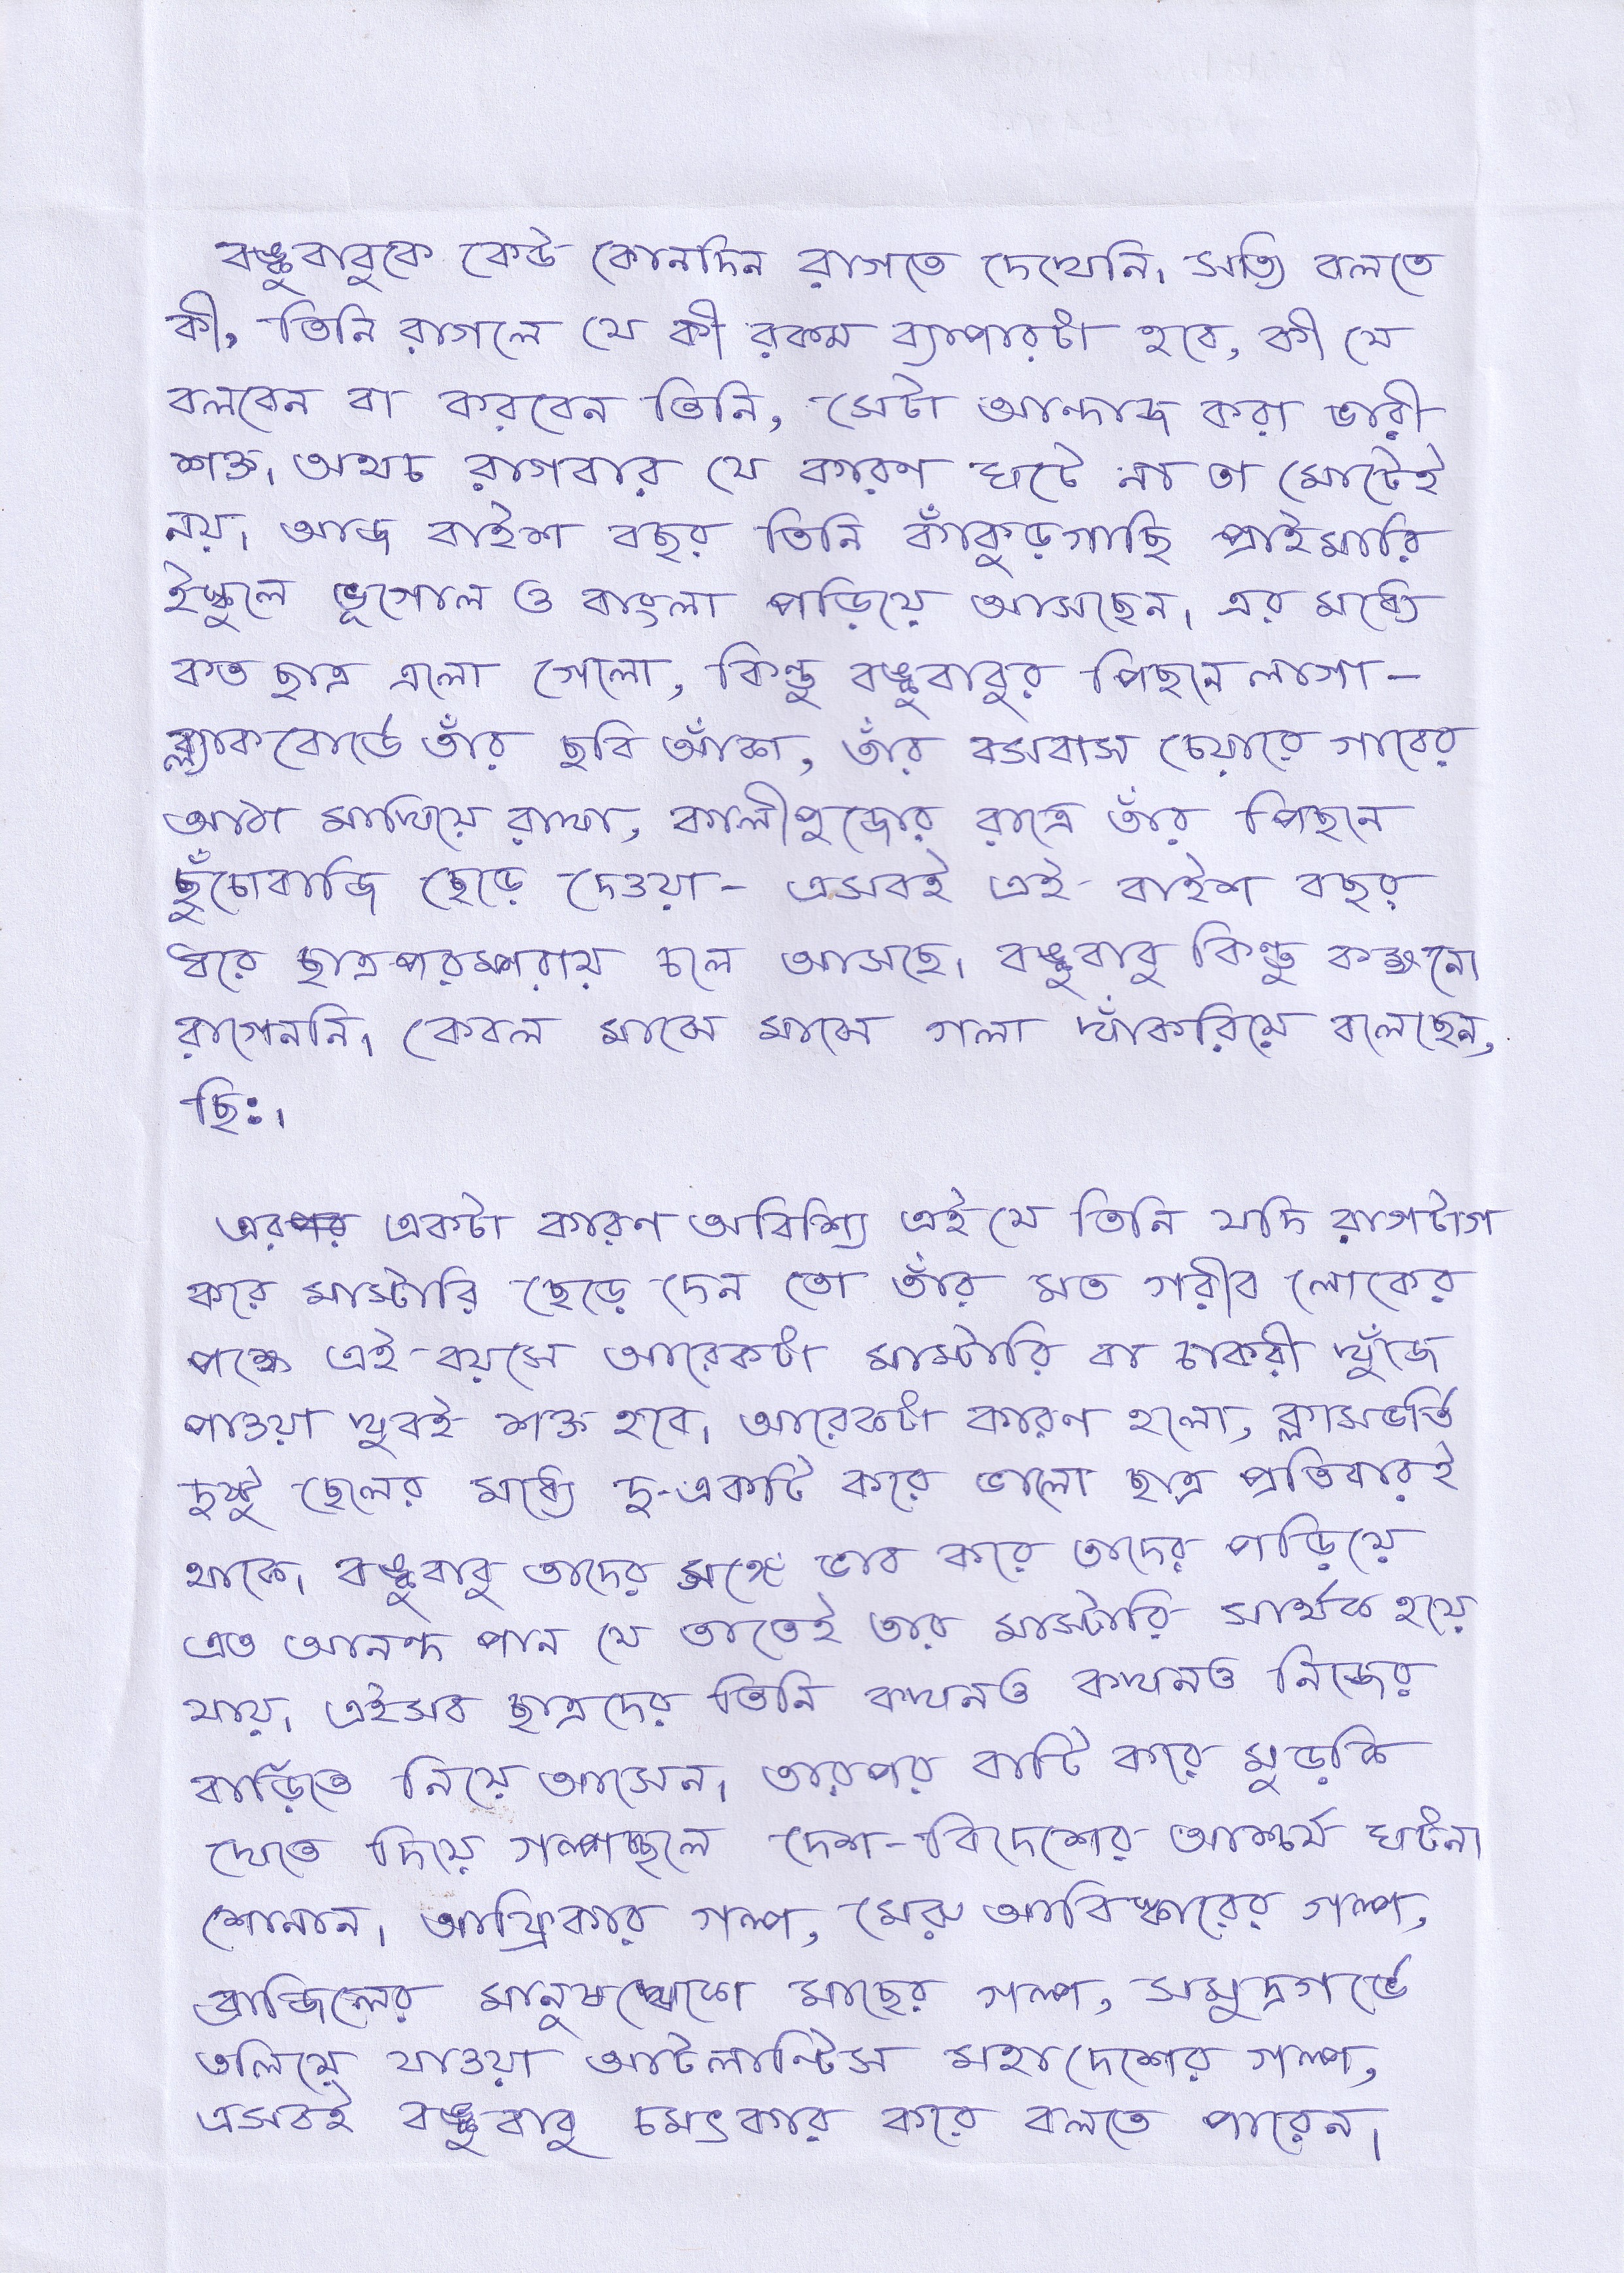 বঙ্কুবাবুকে কেউ কোনদিন রাগতে দেখেনি। সত্যি বলতে
কী, তিনি রাগলে যে কী রকম ব্যাপারটা হবে, কী যে
বলবেন বা করবেন তিনি, সেটা আন্দাজ করা ভারী
শক্ত। অথচ রাগবার যে কারণ ঘটে না তা মোটেই
নয়। আজ বাইশ বছর তিনি কাঁকুড়গাছি প্রাইমারি
ইস্কুলে ভূগোল ও বাংলা পড়িয়ে আসছেন। এর মধ্যে
কত ছাত্র এলো গেলো, কিন্তু বঙ্কুবাবুর পিছনে লাগা-
ব্ল্যাকবোর্ডে তাঁর ছবি আঁকা, তাঁর বসবাস চেয়ারে গাবের
আঠা মাখিয়ে রাখা, কালীপুজোর রাত্রে তাঁর পিছনে
ছুঁচোবাজি ছেড়ে দেওয়া- এসবই এই বাইশ বছর
ধরে ছাত্রপরম্পরায় চলে আসছে। বঙ্কুবাবু কিন্তু কক্ষনো
রাগেননি। কেবল মাঝে মাঝে গলা খাঁকরিয়ে বলেছেন,
ছিঃ।
এর একটা কারণ অবিশ্যি এই যে তিনি যদি রাগটাগ
করে মাস্টারি ছেড়ে দেন তো তাঁর মত গরীব লোকের
পক্ষে এই বয়সে আরেকটা মাস্টারি বা চাকরী খুঁজে
পাওয়া খুবই শক্ত হবে। আরেকটা কারণ হলো, ক্লাসভর্তি
দুষ্টু ছেলের মধ্যে দু-একটি করে ভালো ছাত্র প্রতিবারই
থাকে। বঙ্কুবাবু তাদের সঙ্গে ভাব করে তাদের পড়িয়ে
এত আনন্দ পান যে তাতেই তার মাস্টারি সার্থক হয়ে
যায়। এইসব ছাত্রদের তিনি কখনও কখনও নিজের
বাড়িতে নিয়ে আসেন। তারপর বাটি করে মুড়কি
খেতে দিয়ে গল্পচ্ছলে দেশ-বিদেশের আশ্চর্য ঘটনা
শোনান। আফ্রিকার গল্প, মেরু আবিস্কারের গল্প,
ব্রাজিলের মানুষখেকো মাছের গল্প, সমুদ্রগর্ভে
তলিয়ে যাওয়া আটলান্টিস মহাদেশের গল্প,
এসবই বঙ্কুবাবু চমৎকার করে বলতে পারেন।